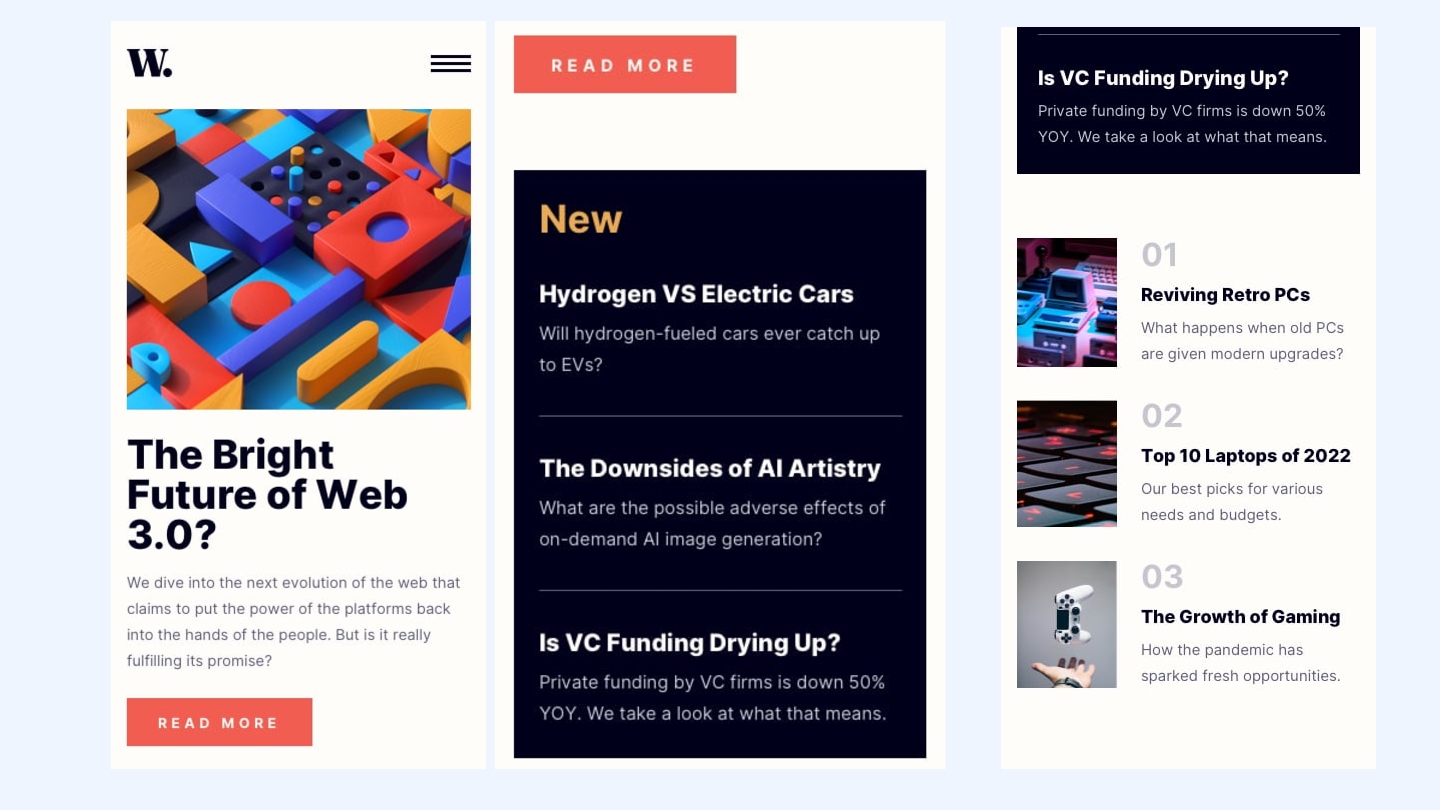 W.
The Bright
Future of Web
3.0?
We dive into the next evolution of the web that
claims to put the power of the platforms back
into the hands of the people. But is it really
fulfilling its promise?
READ MORE
READ MORE
New
Hydrogen VS Electric Cars
Will hydrogen-fueled cars ever catch up
to EVs?
The Downsides of AI Artistry
What are the possible adverse effects of
on-demand AI image generation?
Is VC Funding Drying Up?
Private funding by VC firms is down 50%
YOY. We take a look at what that means.
Is VC Funding Drying Up?
Private funding by VC firms is down 50%
YOY. We take a look at what that means.
01
Reviving Retro PCs
What happens when old PCs
are given modern upgrades?
02
Top 10 Laptops of 2022
Our best picks for various
needs and budgets.
03
The Growth of Gaming
How the pandemic has
sparked fresh opportunities.